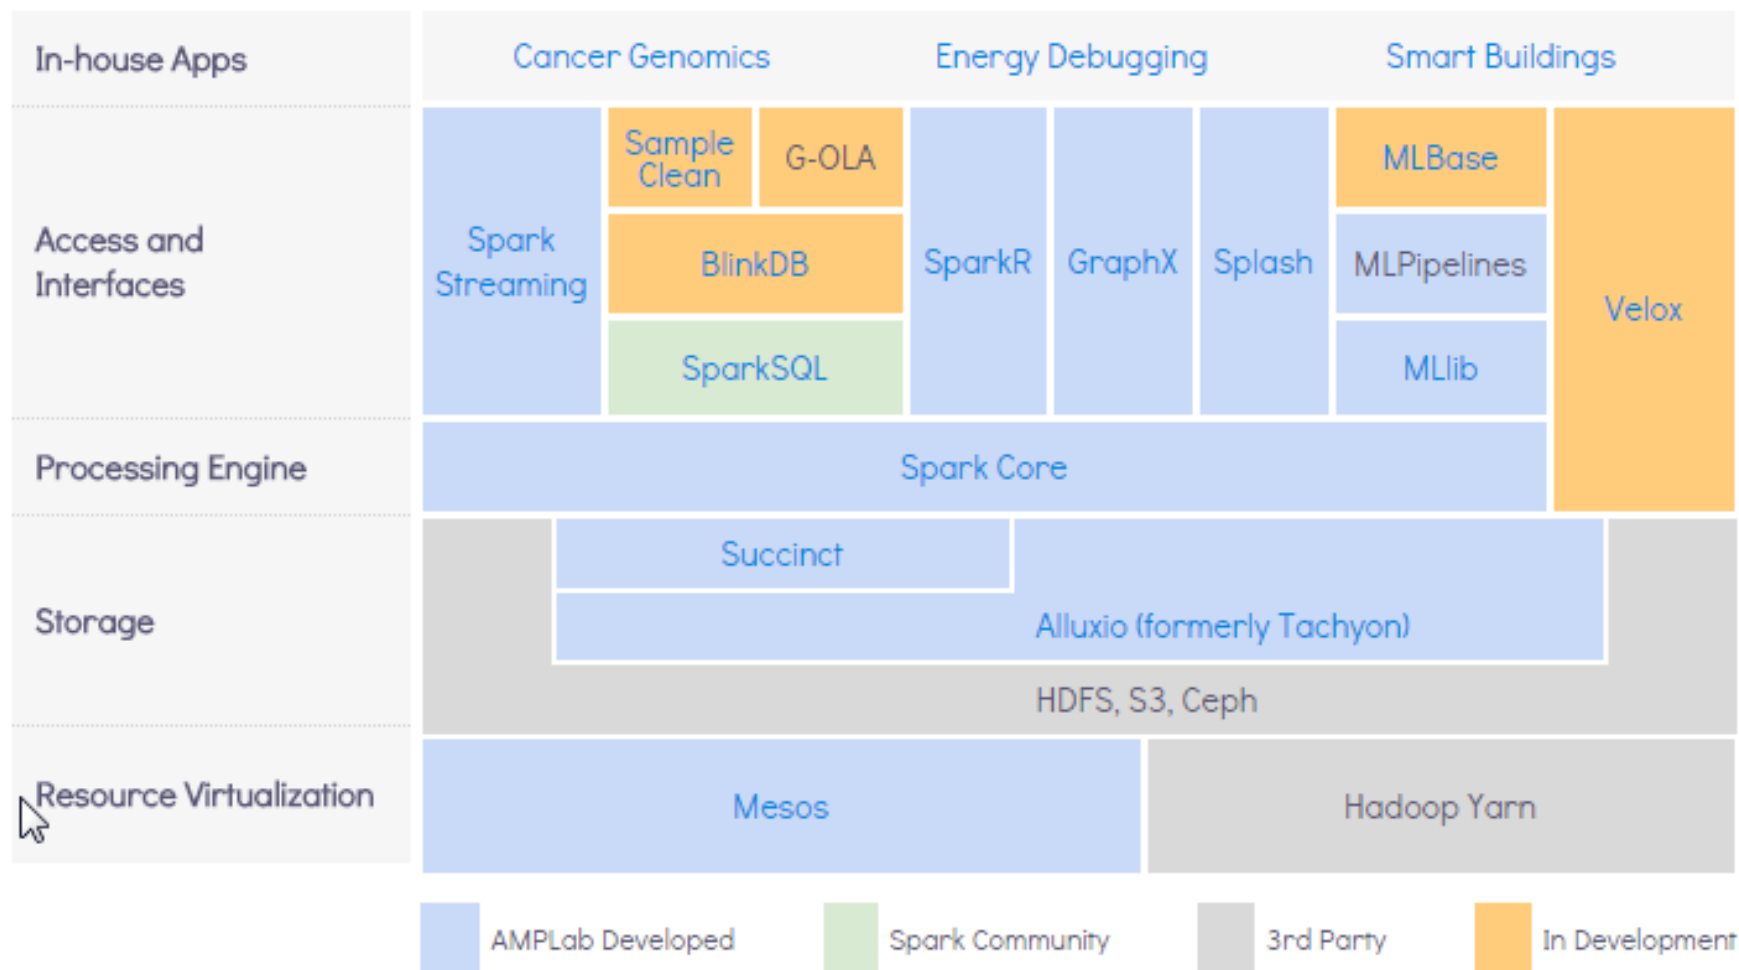 In-house Apps
Cancer Genomics
Energy Debugging
Smart Buildings
Access and
Interfaces
Spark
Streaming
Sample
Clean
G-OLA
BlinkDB
SparkSQL
SparkR
GraphX
Splash
MLBase
MLPipelines
MLlib
Velox
Processing Engine
Spark Core
Storage
Succinct
Alluxio (formerly Tachyon)
HDFS, S3, Ceph
Resource Virtualization
Mesos
Hadoop Yarn
AMPLab Developed
Spark Community
3rd Party
In Development